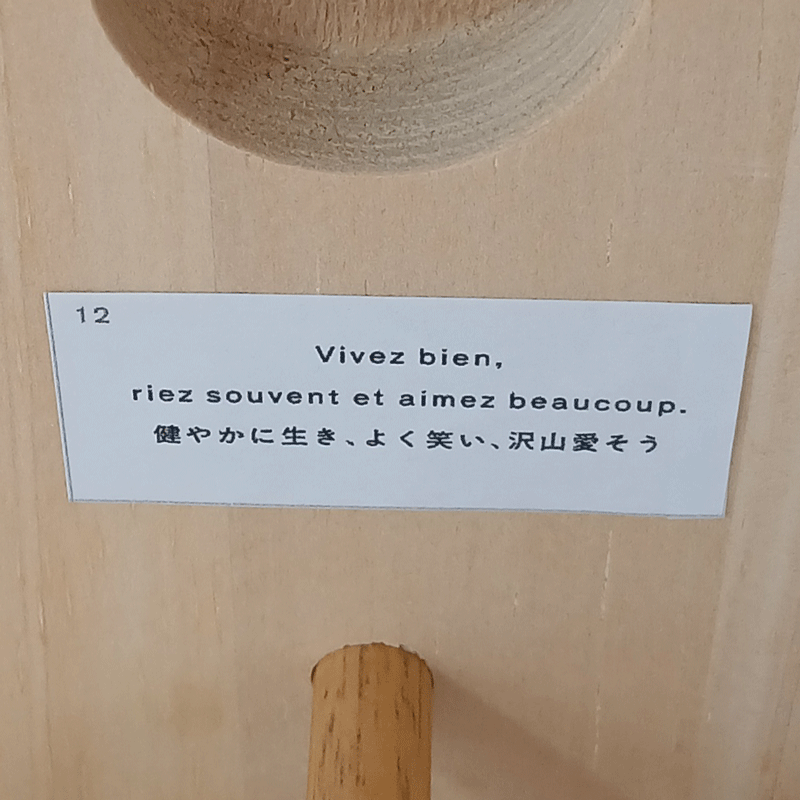 12
Vivez bien,
riez souvent et aimez beaucoup.
健やかに生き、よく笑い、沢山愛そう